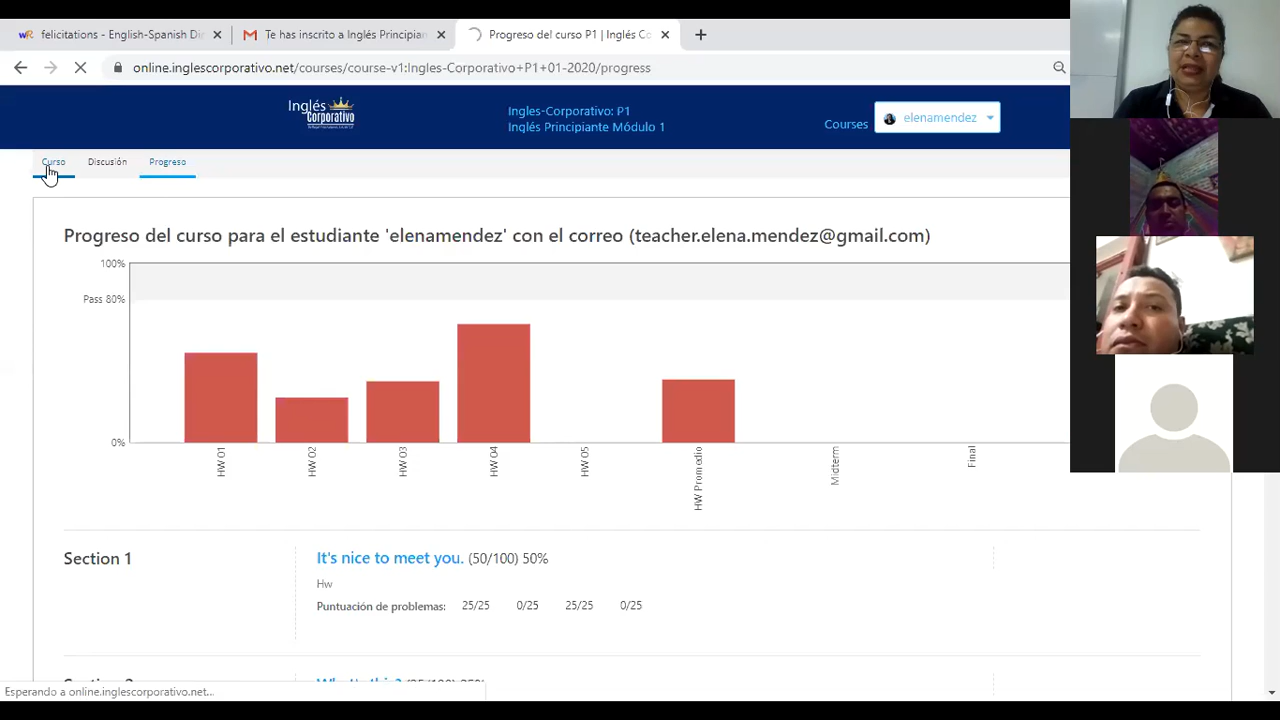 felicitations - English-Spanish Di
Te has inscrito a Inglés Principian
Progreso del curso P1 | Inglés Co
online.inglescorporativo.net/courses/course-v1:Ingles-Corporativo+P1+01-2020/progress
Inglés
Corporativo
Ingles-Corporativo: P1
Inglés Principiante Módulo 1
Courses
elenamendez
Curso
Discusión
Progreso
Progreso del curso para el estudiante 'elenamendez' con el correo (teacher.elena.mendez@gmail.com)
100%
Pass 80%
0%
HW 01
HW 02
HW 03
HW 04
HW 05
HW Promedio
Midterm
Final
Section 1
It's nice to meet you. (50/100) 50%
Hw
Puntuación de problemas: 25/25 0/25 25/25 0/25
Esperando a online.inglescorporativo.net...